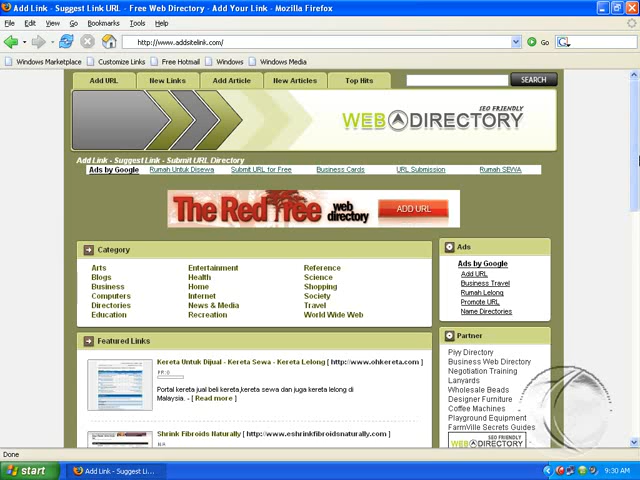 Add Link - Suggest Link URL - Free Web Directory - Add Your Link - Mozilla Firefox
File Edit View Go Bookmarks Tools Help
http://www.addsitelink.com/
Go
Windows Marketplace Customize Links Free Hotmail Windows Windows Media
Add URL New Links Add Article New Articles Top Hits SEARCH
SEO FRIENDLY
WEB DIRECTORY
Add Link - Suggest Link - Submit URL Directory
Ads by Google Rumah Untuk Disewa Submit URL for Free Business Cards URL Submission Rumah SEWA
The Red Tree web directory ADD URL
Category
Arts Entertainment Reference
Blogs Health Science
Business Home Shopping
Computers Internet Society
Directories News & Media Travel
Education Recreation World Wide Web
Ads
Ads by Google
Add URL
Business Travel
Rumah Lelong
Promote URL
Name Directories
Featured Links
Kereta Untuk Dijual - Kereta Sewa - Kereta Lelong [ http://www.ohkereta.com ]
PR: 0
Portal kereta jual beli kereta,kereta sewa dan juga kereta lelong di
Malaysia. - [ Read more ]
Shrink Fibroids Naturally [ http://www.eshrinkfibroidsnaturally.com ]
N/A
Partner
Piyy Directory
Business Web Directory
Negotiation Training
Lanyards
Wholesale Beads
Designer Furniture
Coffee Machines
Playground Equipment
FarmVille Secrets Guides
SEO FRIENDLY
WEB DIRECTORY
Done
start Add Link - Suggest Li... 9:30 AM